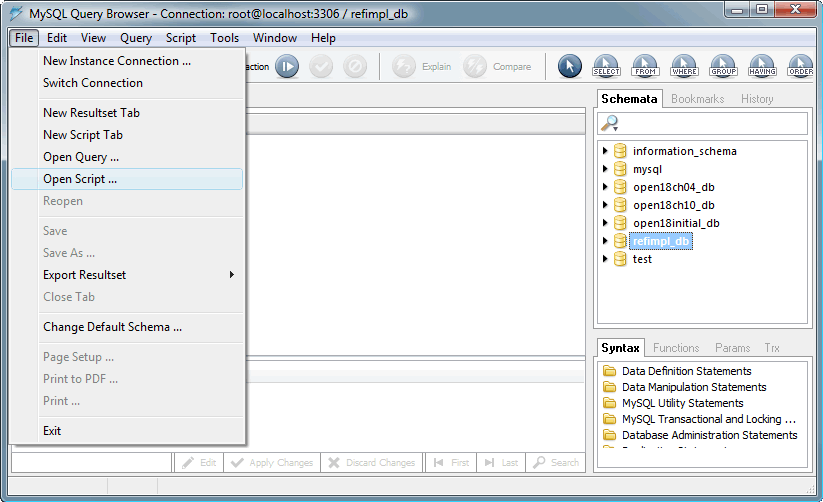 MySQL Query Browser - Connection: root@localhost:3306 / refimpl_db
File Edit View Query Script Tools Window Help
New Instance Connection ...
Switch Connection
New Resultset Tab
New Script Tab
Open Query ...
Open Script ...
Reopen
Save
Save As ...
Export Resultset
Close Tab
Change Default Schema ...
Page Setup ...
Print to PDF ...
Print ...
Exit
action Explain Compare SELECT FROM WHERE GROUP HAVING ORDER
Schemata Bookmarks History
information_schema
mysql
open18ch04_db
open18ch10_db
open18initial_db
refimpl_db
test
Syntax Functions Params Trx
Data Definition Statements
Data Manipulation Statements
MySQL Utility Statements
MySQL Transactional and Locking ...
Database Administration Statements
Edit Apply Changes Discard Changes First Last Search